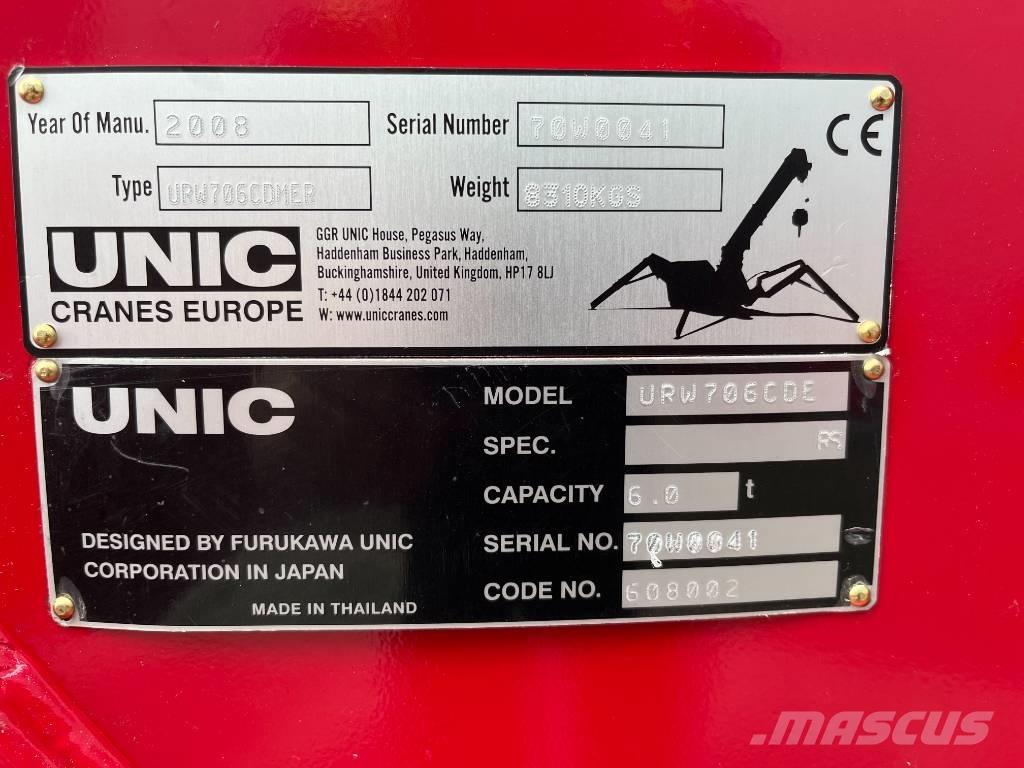 Year Of Manu. 2008 Serial Number 70W0041
Type URW706CDMER Weight 8310KGS
CE
UNIC
CRANES EUROPE
GGR UNIC House, Pegasus Way,
Haddenham Business Park, Haddenham,
Buckinghamshire, United Kingdom, HP17 8LJ
T: +44 (0)1844 202 071
W: www.uniccranes.com
UNIC
MODEL URW706CDE
SPEC. RS
CAPACITY 6.0 t
SERIAL NO. 70W0041
CODE NO. 608002
DESIGNED BY FURUKAWA UNIC
CORPORATION IN JAPAN
MADE IN THAILAND
MASCUS